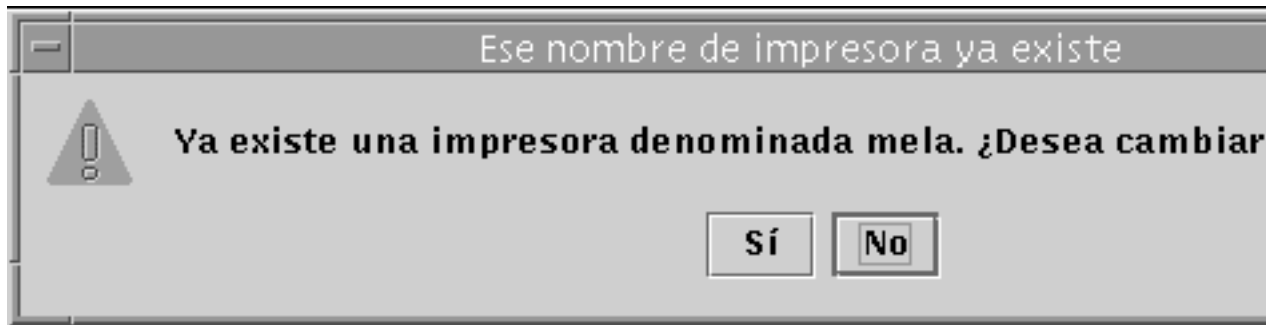 Ese nombre de impresora ya existe
Ya existe una impresora denominada mela. ¿Desea cambiar
Sí No